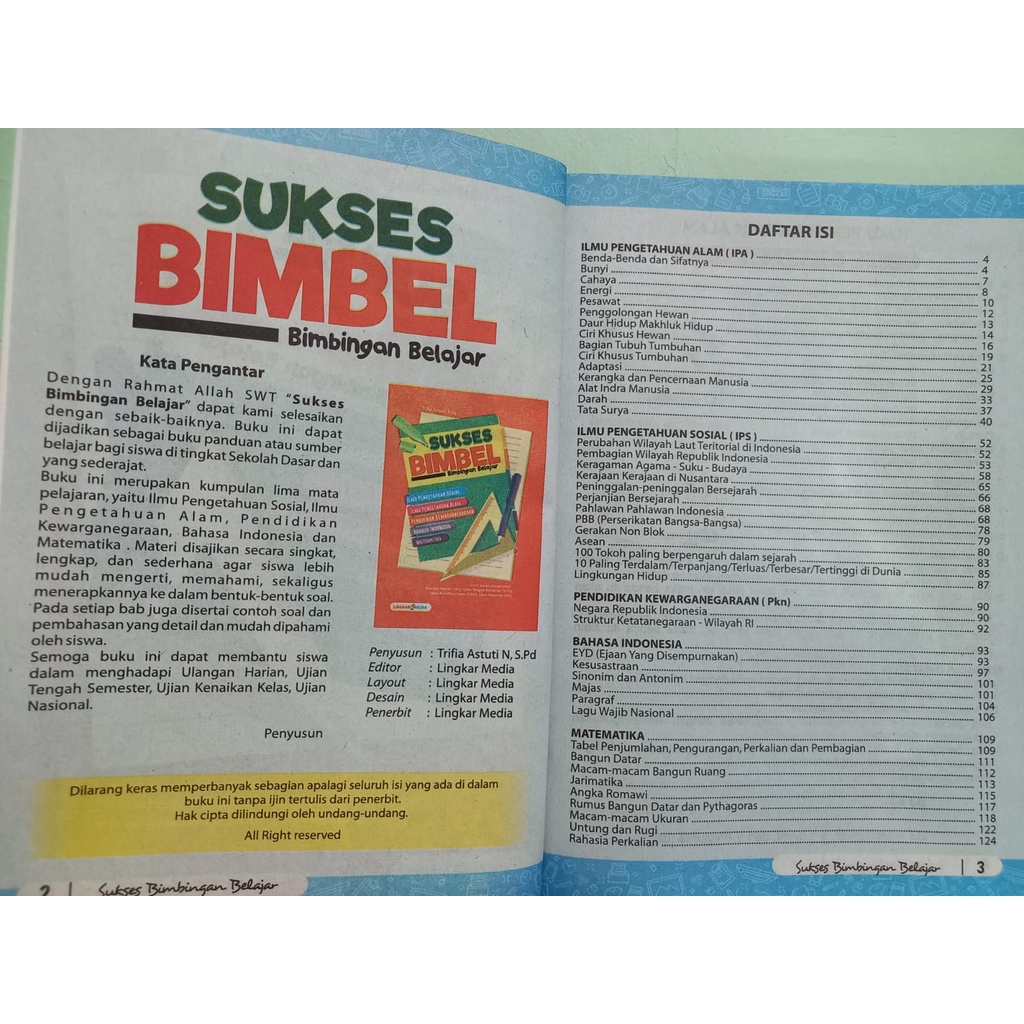 SUKSES
BIMBEL
Bimbingan Belajar
Kata Pengantar
Dengan Rahmat Allah SWT "Sukses
Bimbingan Belajar" dapat kami selesaikan
dengan sebaik-baiknya. Buku ini dapat
dijadikan sebagai buku panduan atau sumber
belajar bagi siswa di tingkat Sekolah Dasar dan
yang sederajat.
Buku ini merupakan kumpulan lima mata
pelajaran, yaitu Ilmu Pengetahuan Sosial, Ilmu
Pengetahuan Alam, Pendidikan
Kewarganegaraan, Bahasa Indonesia dan
Matematika . Materi disajikan secara singkat,
lengkap, dan sederhana agar siswa lebih
mudah mengerti, memahami, sekaligus
menerapkannya ke dalam bentuk-bentuk soal.
Pada setiap bab juga disertai contoh soal dan
pembahasan yang detail dan mudah dipahami
oleh siswa.
Semoga buku ini dapat membantu siswa
dalam menghadapi Ulangan Harian, Ujian
Tengah Semester, Ujian Kenaikan Kelas, Ujian
Nasional.
Penyusun
SUKSES
BIMBEL
Bimbingan Belajar
ILMU PENGETAHUAN SOSIAL
ILMU PENGETAHUAN ALAM
PENDIDIKAN KEWARGANEGARAAN
BAHASA INDONESIA
MATEMATIKA
LINGKAR MEDIA
Penyusun : Trifia Astuti N, S.Pd
Editor : Lingkar Media
Layout : Lingkar Media
Desain : Lingkar Media
Penerbit : Lingkar Media
Dilarang keras memperbanyak sebagian apalagi seluruh isi yang ada di dalam
buku ini tanpa ijin tertulis dari penerbit.
Hak cipta dilindungi oleh undang-undang.
All Right reserved
2 | Sukses Bimbingan Belajar
DAFTAR ISI
ILMU PENGETAHUAN ALAM ( IPA ) 4
Benda-Benda dan Sifatnya 4
Bunyi 7
Cahaya 8
Energi 10
Pesawat 12
Penggolongan Hewan 13
Daur Hidup Makhluk Hidup 14
Ciri Khusus Hewan 16
Bagian Tubuh Tumbuhan 19
Ciri Khusus Tumbuhan 21
Adaptasi 25
Kerangka dan Pencernaan Manusia 29
Alat Indra Manusia 33
Darah 37
Tata Surya 40
ILMU PENGETAHUAN SOSIAL ( IPS ) 52
Perubahan Wilayah Laut Teritorial di Indonesia 52
Pembagian Wilayah Republik Indonesia 53
Keragaman Agama - Suku - Budaya 58
Kerajaan Kerajaan di Nusantara 65
Peninggalan-peninggalan Bersejarah 66
Perjanjian Bersejarah 68
Pahlawan Pahlawan Indonesia 68
PBB (Perserikatan Bangsa-Bangsa) 78
Gerakan Non Blok 79
Asean 80
100 Tokoh paling berpengaruh dalam sejarah 83
10 Paling Terdalam/Terpanjang/Terluas/Terbesar/Tertinggi di Dunia 85
Lingkungan Hidup 87
PENDIDIKAN KEWARGANEGARAAN ( Pkn) 90
Negara Republik Indonesia 90
Struktur Ketatanegaraan - Wilayah RI 92
BAHASA INDONESIA 93
EYD (Ejaan Yang Disempurnakan) 93
Kesusastraan 97
Sinonim dan Antonim 101
Majas 101
Paragraf 104
Lagu Wajib Nasional 106
MATEMATIKA 109
Tabel Penjumlahan, Pengurangan, Perkalian dan Pembagian 109
Bangun Datar 111
Macam-macam Bangun Ruang 112
Jarimatika 113
Angka Romawi 115
Rumus Bangun Datar dan Pythagoras 117
Macam-macam Ukuran 118
Untung dan Rugi 122
Rahasia Perkalian 124
Sukses Bimbingan Belajar | 3